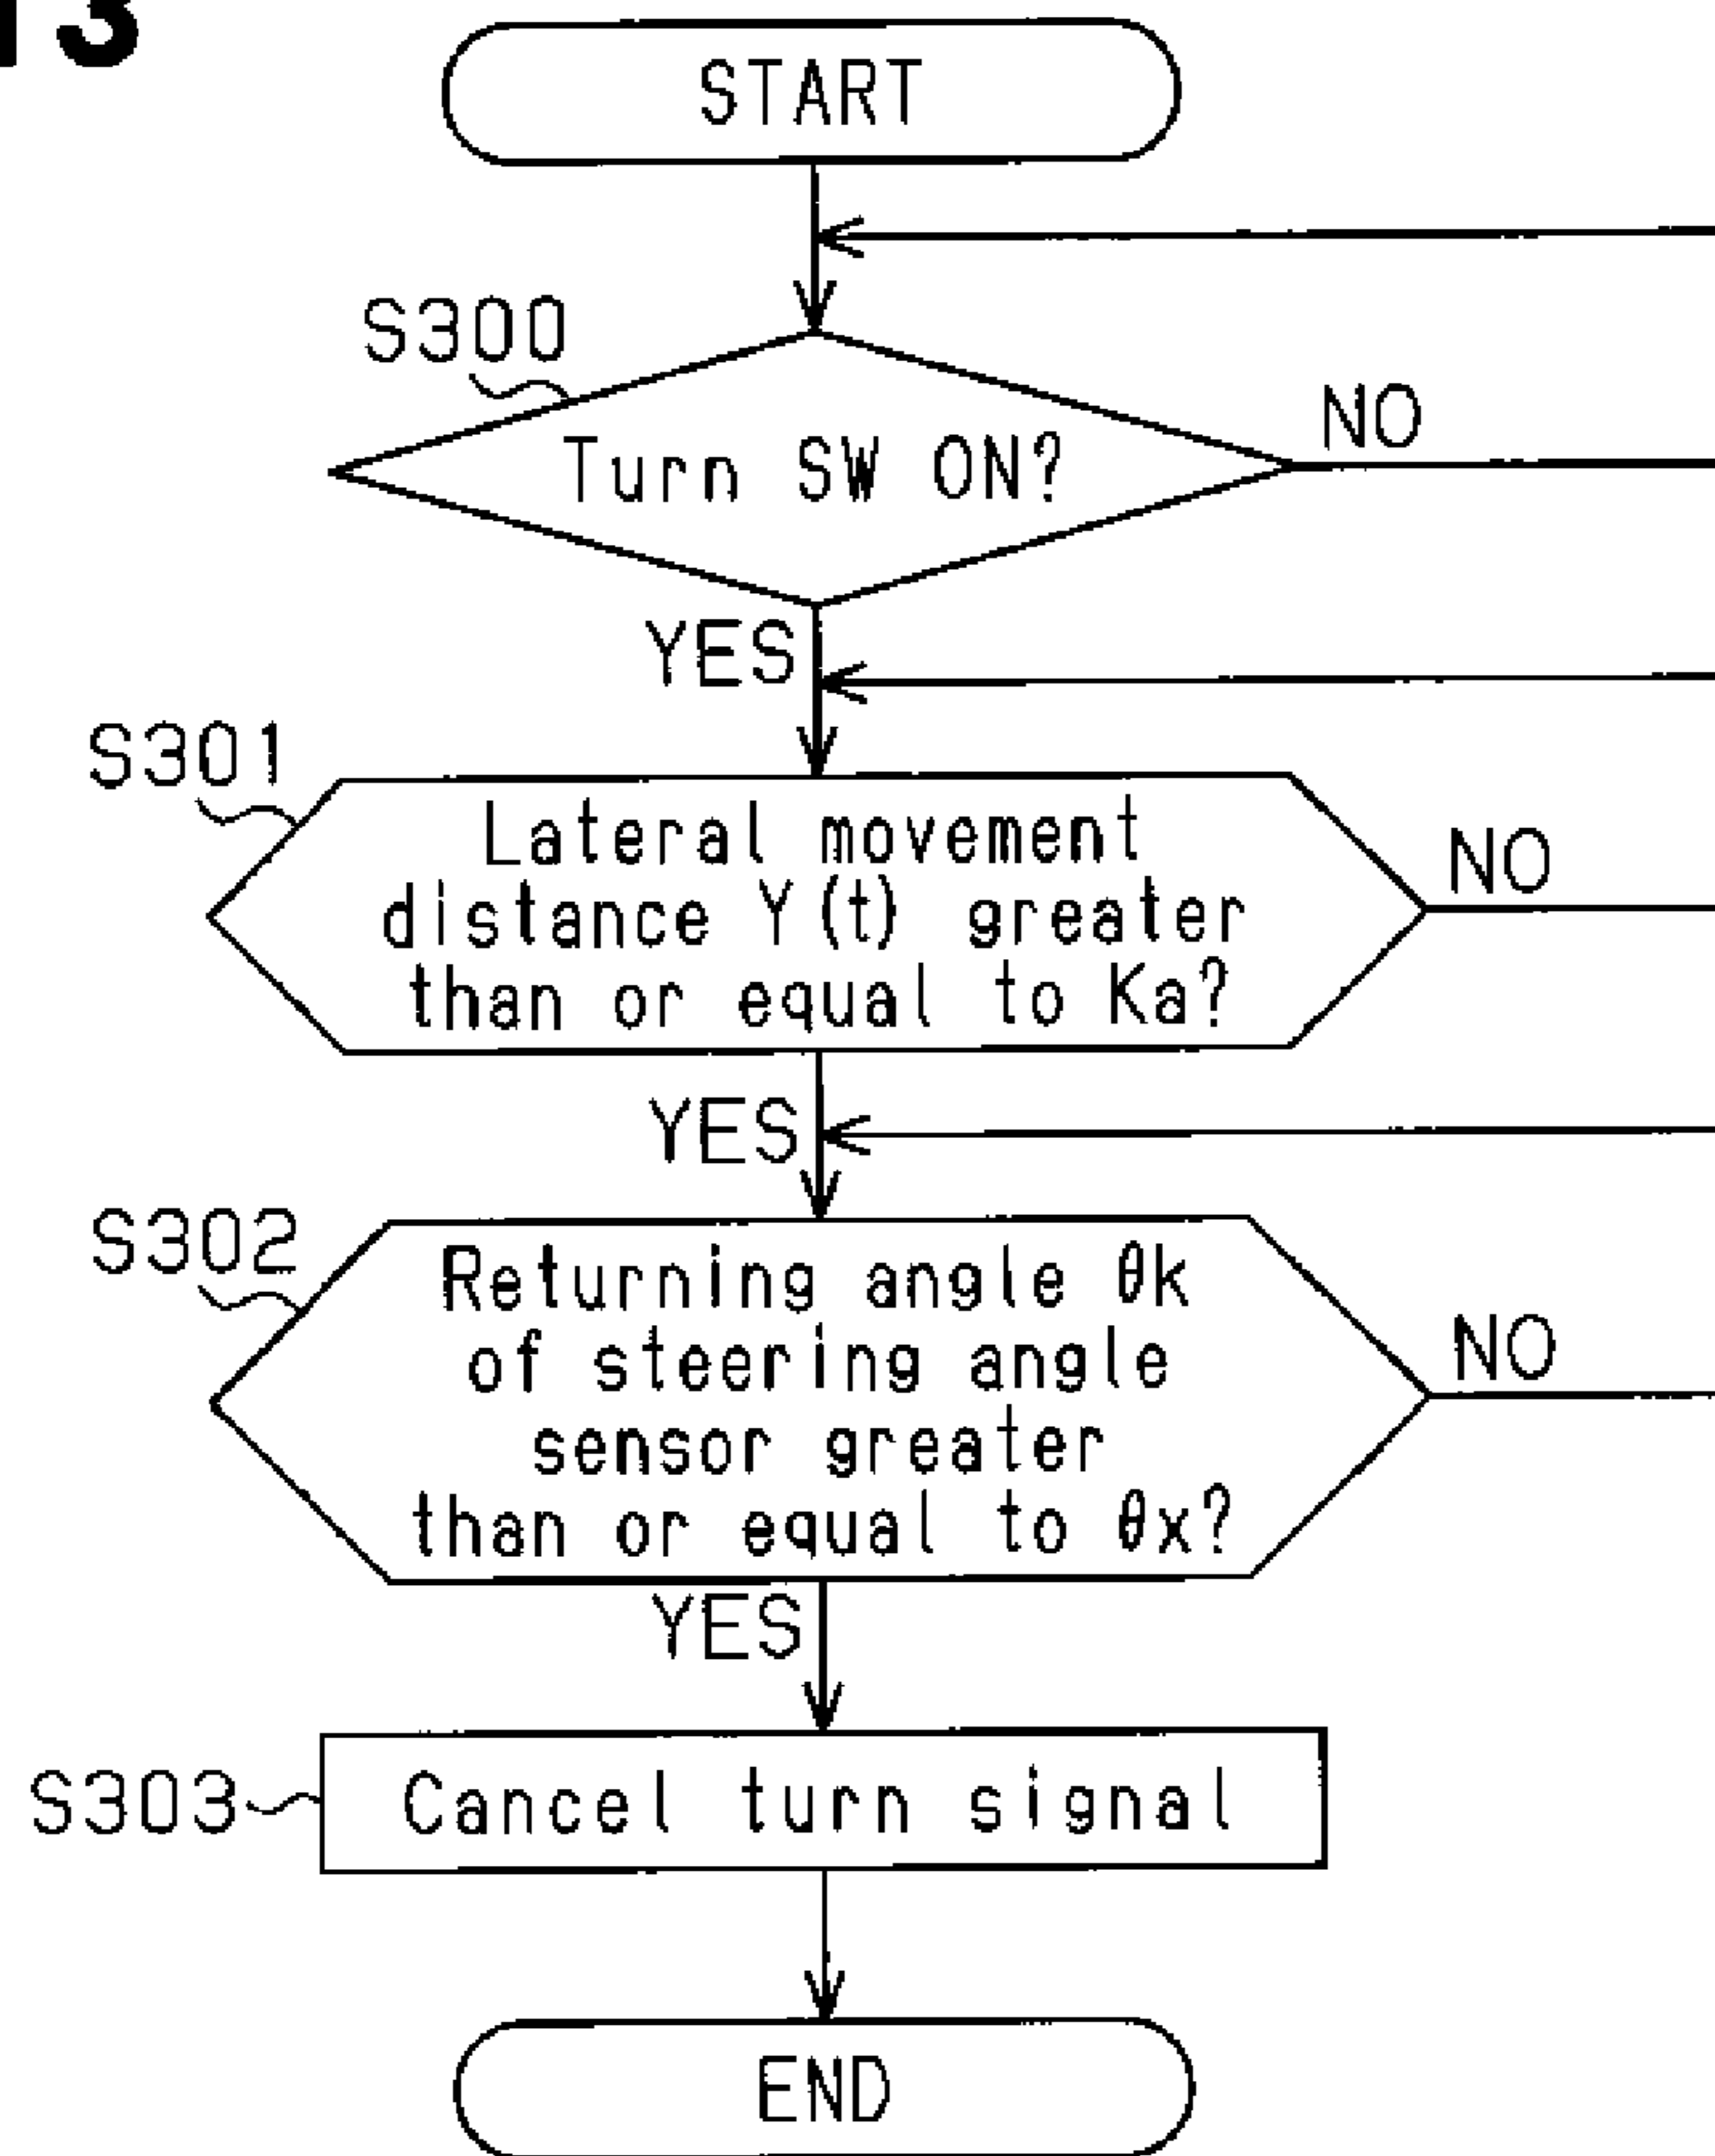 13
START
S300
NO
Turn SW ON?
YES
S301
Lateral movement
distance Y(t) greater
than or equal to Ka?
NO
YES
S302
Returning angle θk
of steering angle
sensor greater
than or equal to θx?
NO
YES
S303
Cancel turn signal
END